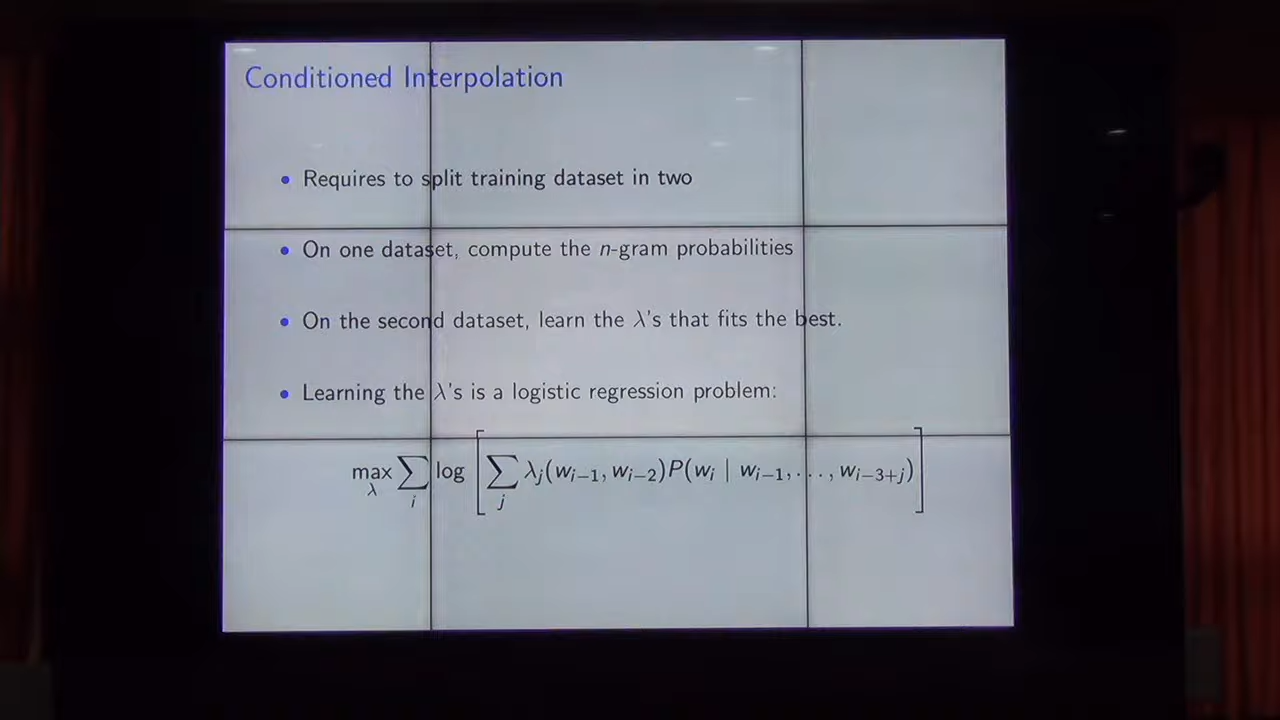 Conditioned Interpolation
• Requires to split training dataset in two
• On one dataset, compute the n-gram probabilities
• On the second dataset, learn the λ's that fits the best.
• Learning the λ's is a logistic regression problem:
max_λ ∑_i log [ ∑_j λ_j(w_{i−1}, w_{i−2})P(w_i | w_{i−1}, . . . , w_{i−3+j}) ]